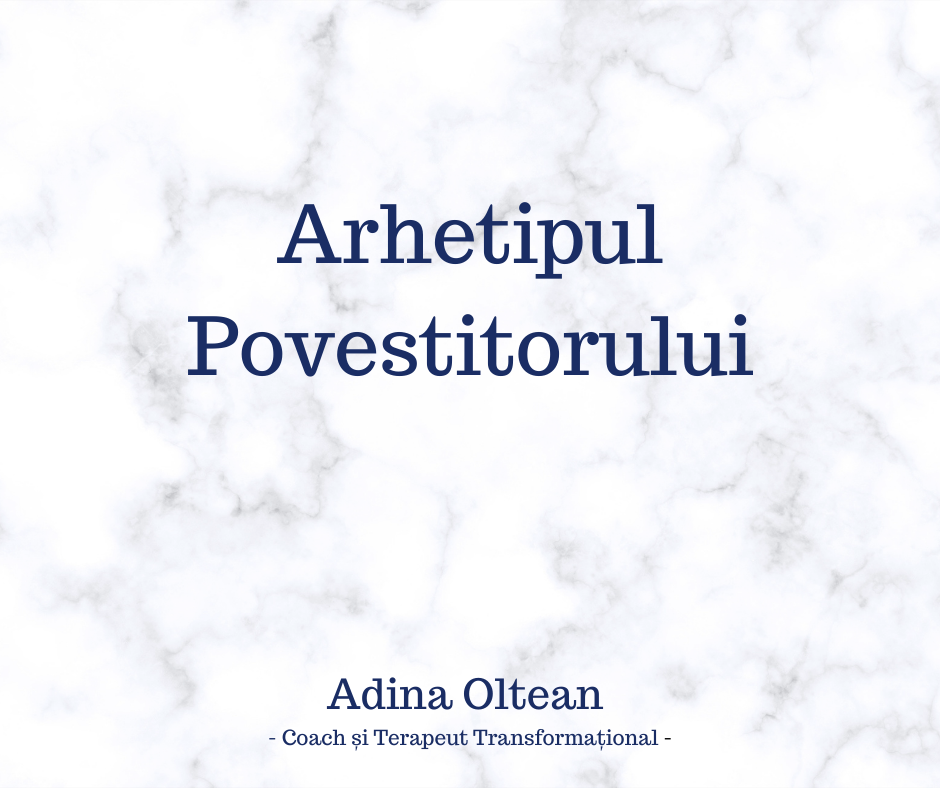 Arhetipul
Povestitorului
Adina Oltean
- Coach și Terapeut Transformațional -